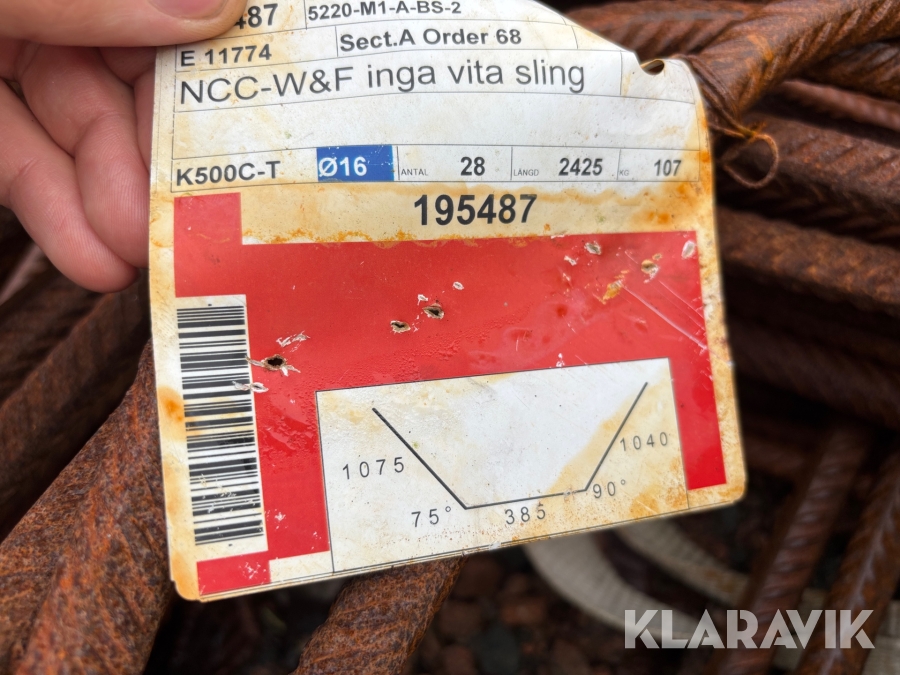 487 5220-M1-A-BS-2
E 11774 Sect.A Order 68
NCC-W&F inga vita sling
K500C-T Ø16 ANTAL 28 LÄNGD 2425 KG 107
195487
1075 1040
75° 385 90°
KLARAVIK